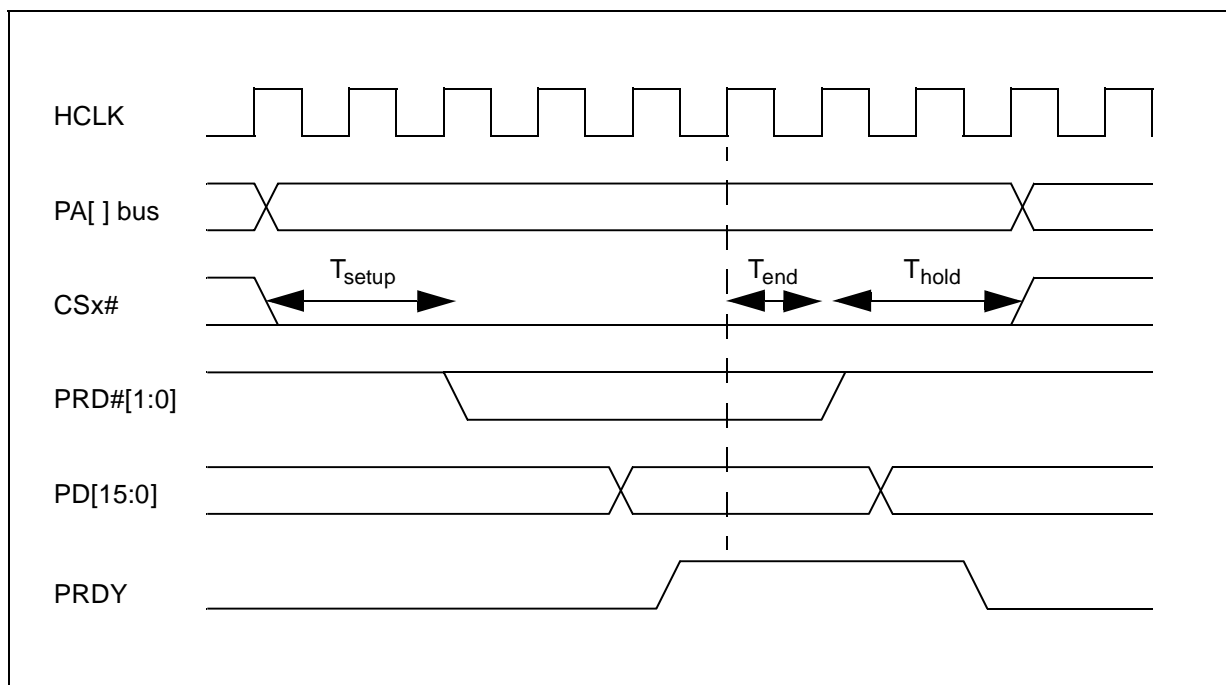 HCLK
PA[ ] bus
Tsetup
Tend
Thold
CSx#
PRD#[1:0]
PD[15:0]
PRDY